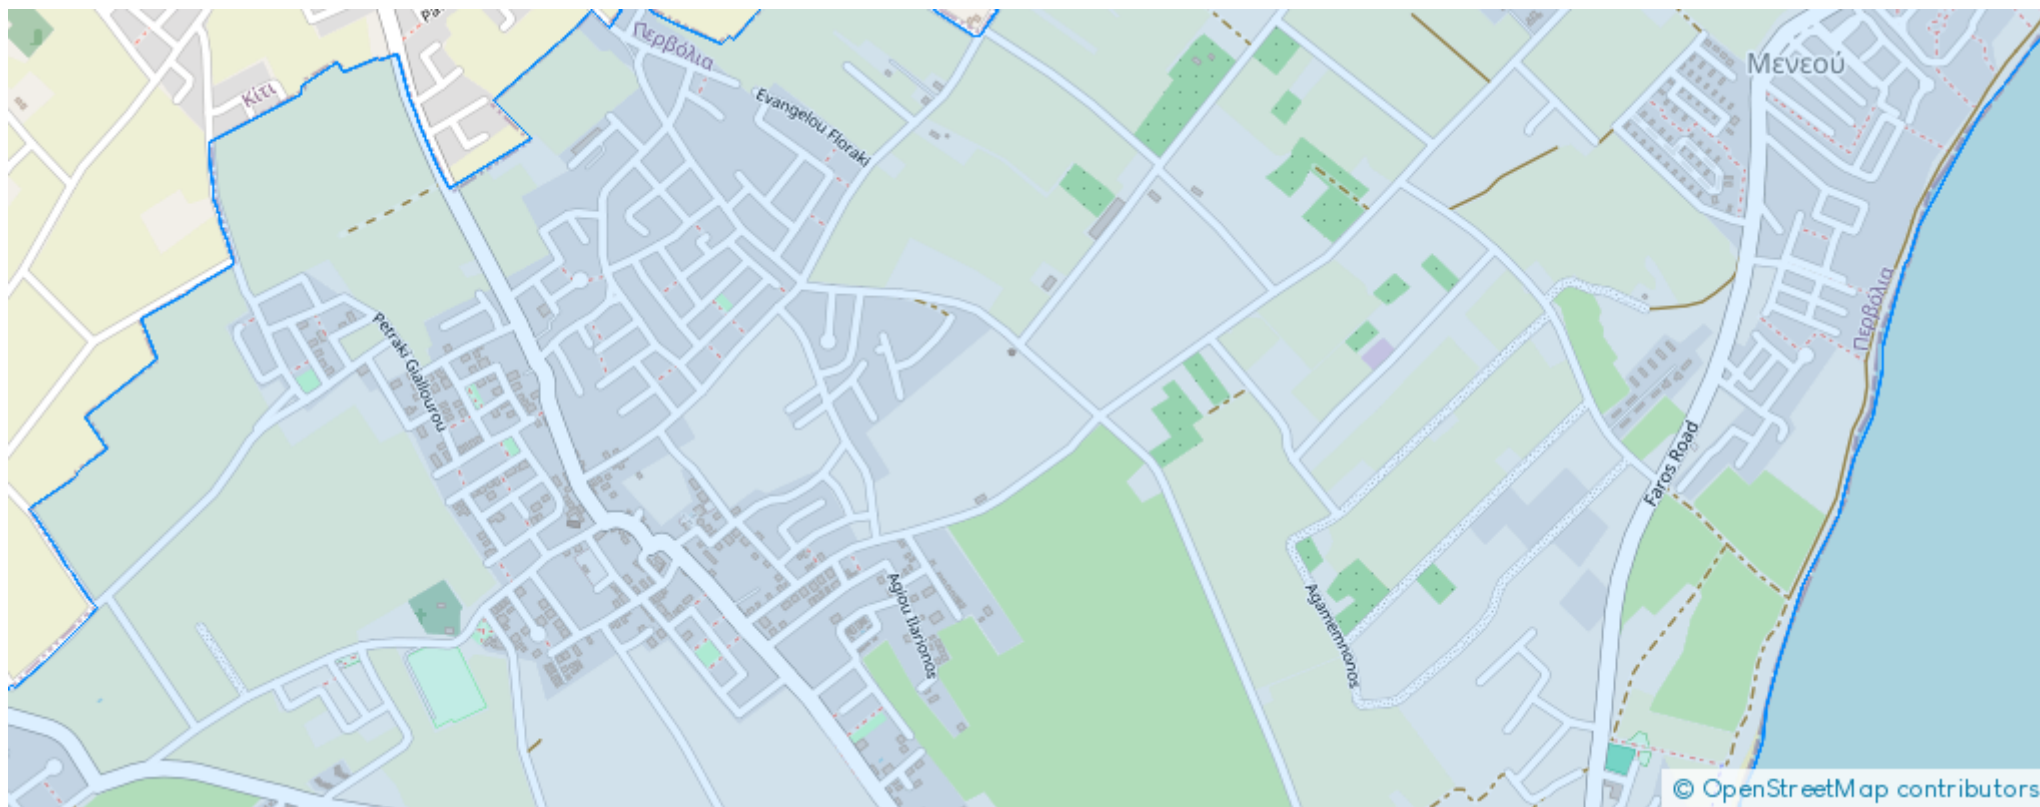 Περβόλια
Μενεού
Κίτι
Evangelou Floraki
Περβόλια
Petraki Giallourou
Faros Road
Agiou Ilarionos
Agamemnonos
© OpenStreetMap contributors